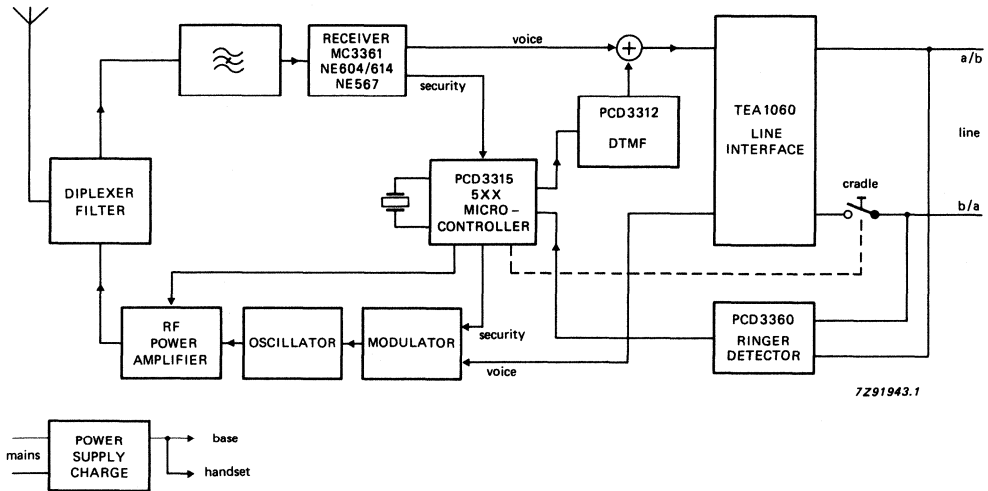 RECEIVER
MC3361
NE604/614
NE567
voice
security
+
a/b
PCD3312
DTMF
TEA1060
LINE
INTERFACE
line
DIPLEXER
FILTER
PCD3315
5XX
MICRO –
CONTROLLER
cradle
b/a
RF
POWER
AMPLIFIER
OSCILLATOR
MODULATOR
security
voice
PCD3360
RINGER
DETECTOR
7Z91943.1
mains
POWER
SUPPLY
CHARGE
base
handset